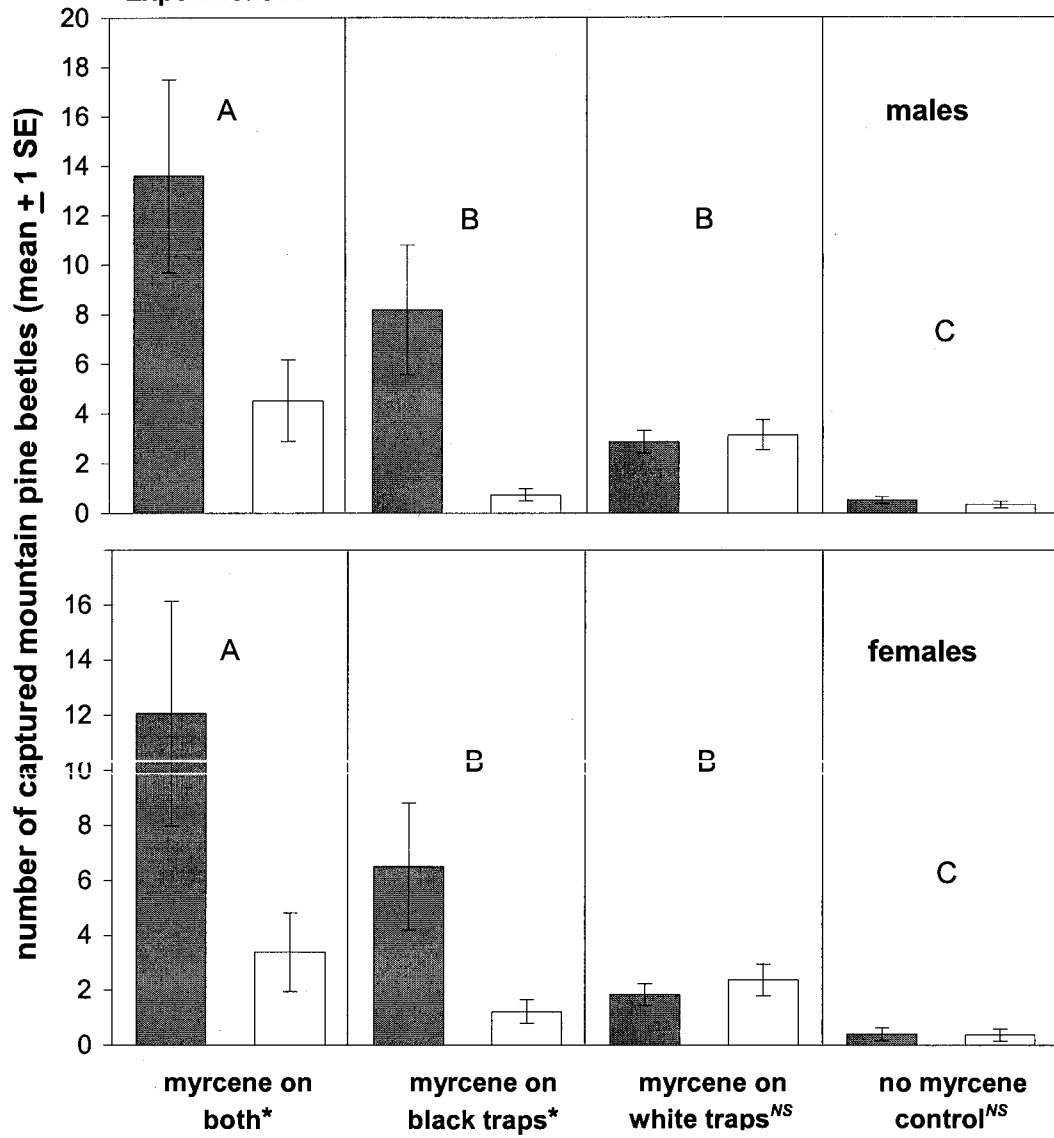 20
18
16
14
12
10
8
6
4
2
0
A
B
B
C
males
16
14
12
10
8
6
4
2
0
A
B
B
C
females
number of captured mountain pine beetles (mean ± 1 SE)
myrcene on both*
myrcene on black traps*
myrcene on white traps NS
no myrcene control NS